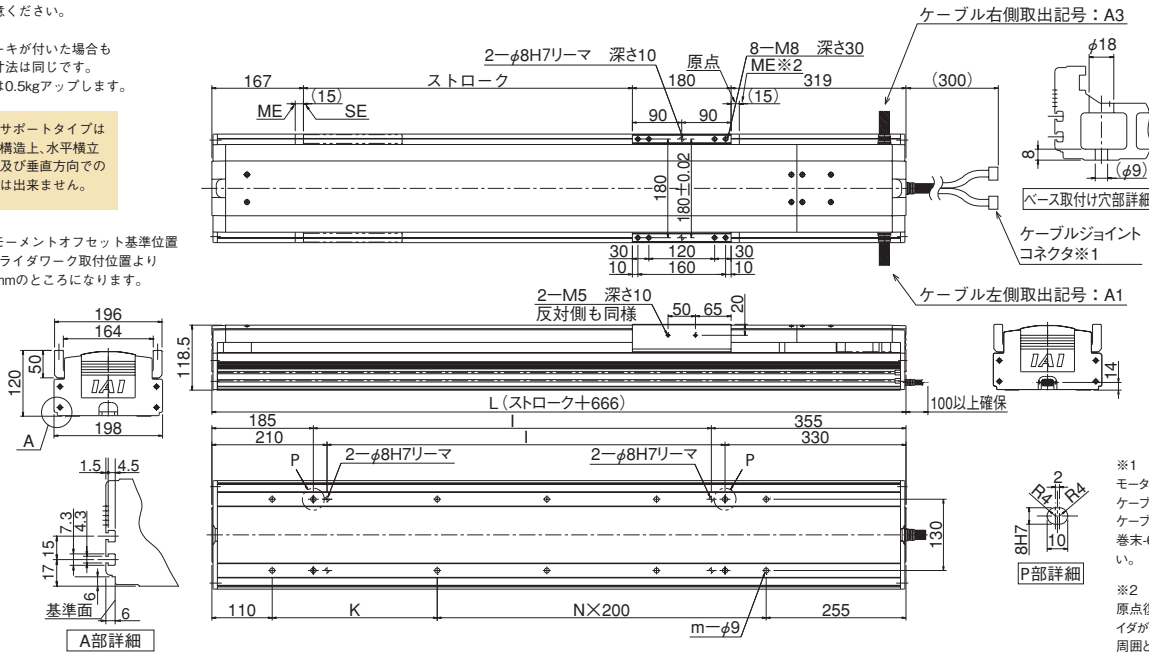 意ください。
ーキが付いた場合も
寸法は同じです。
は0.5kgアップします。
サポートタイプは
構造上、水平横立
及び垂直方向での
は出来ません。
モーメントオフセット基準位置
ライダワーク取付位置より
mmのところになります。
ケーブル右側取出記号：A3
2ーφ8H7リーマ 深さ10
8ーM8 深さ30
原点
ME※2
167
ストローク
180
319
(300)
(15)
ME
SE
90
90
(15)
φ18
180
180±0.02
8
(φ9)
ベース取付け穴部詳細
ケーブルジョイント
コネクタ※1
30
120
30
10
160
10
ケーブル左側取出記号：A1
2ーM5 深さ10
反対側も同様
50
65
20
196
164
50
120
IAI
A
198
118.5
L (ストローク＋666)
100以上確保
IAI
14
185
I
355
210
I
330
P
2ーφ8H7リーマ
2ーφ8H7リーマ
P
1.5
4.5
7.3
4.3
15
17
6
基準面
6
A部詳細
130
110
K
N×200
255
mーφ9
2
R4
R4
8H7
10
P部詳細
※1
モータ
ケーブ
ケーブ
巻末-6
い。
※2
原点復
イダが
周囲と